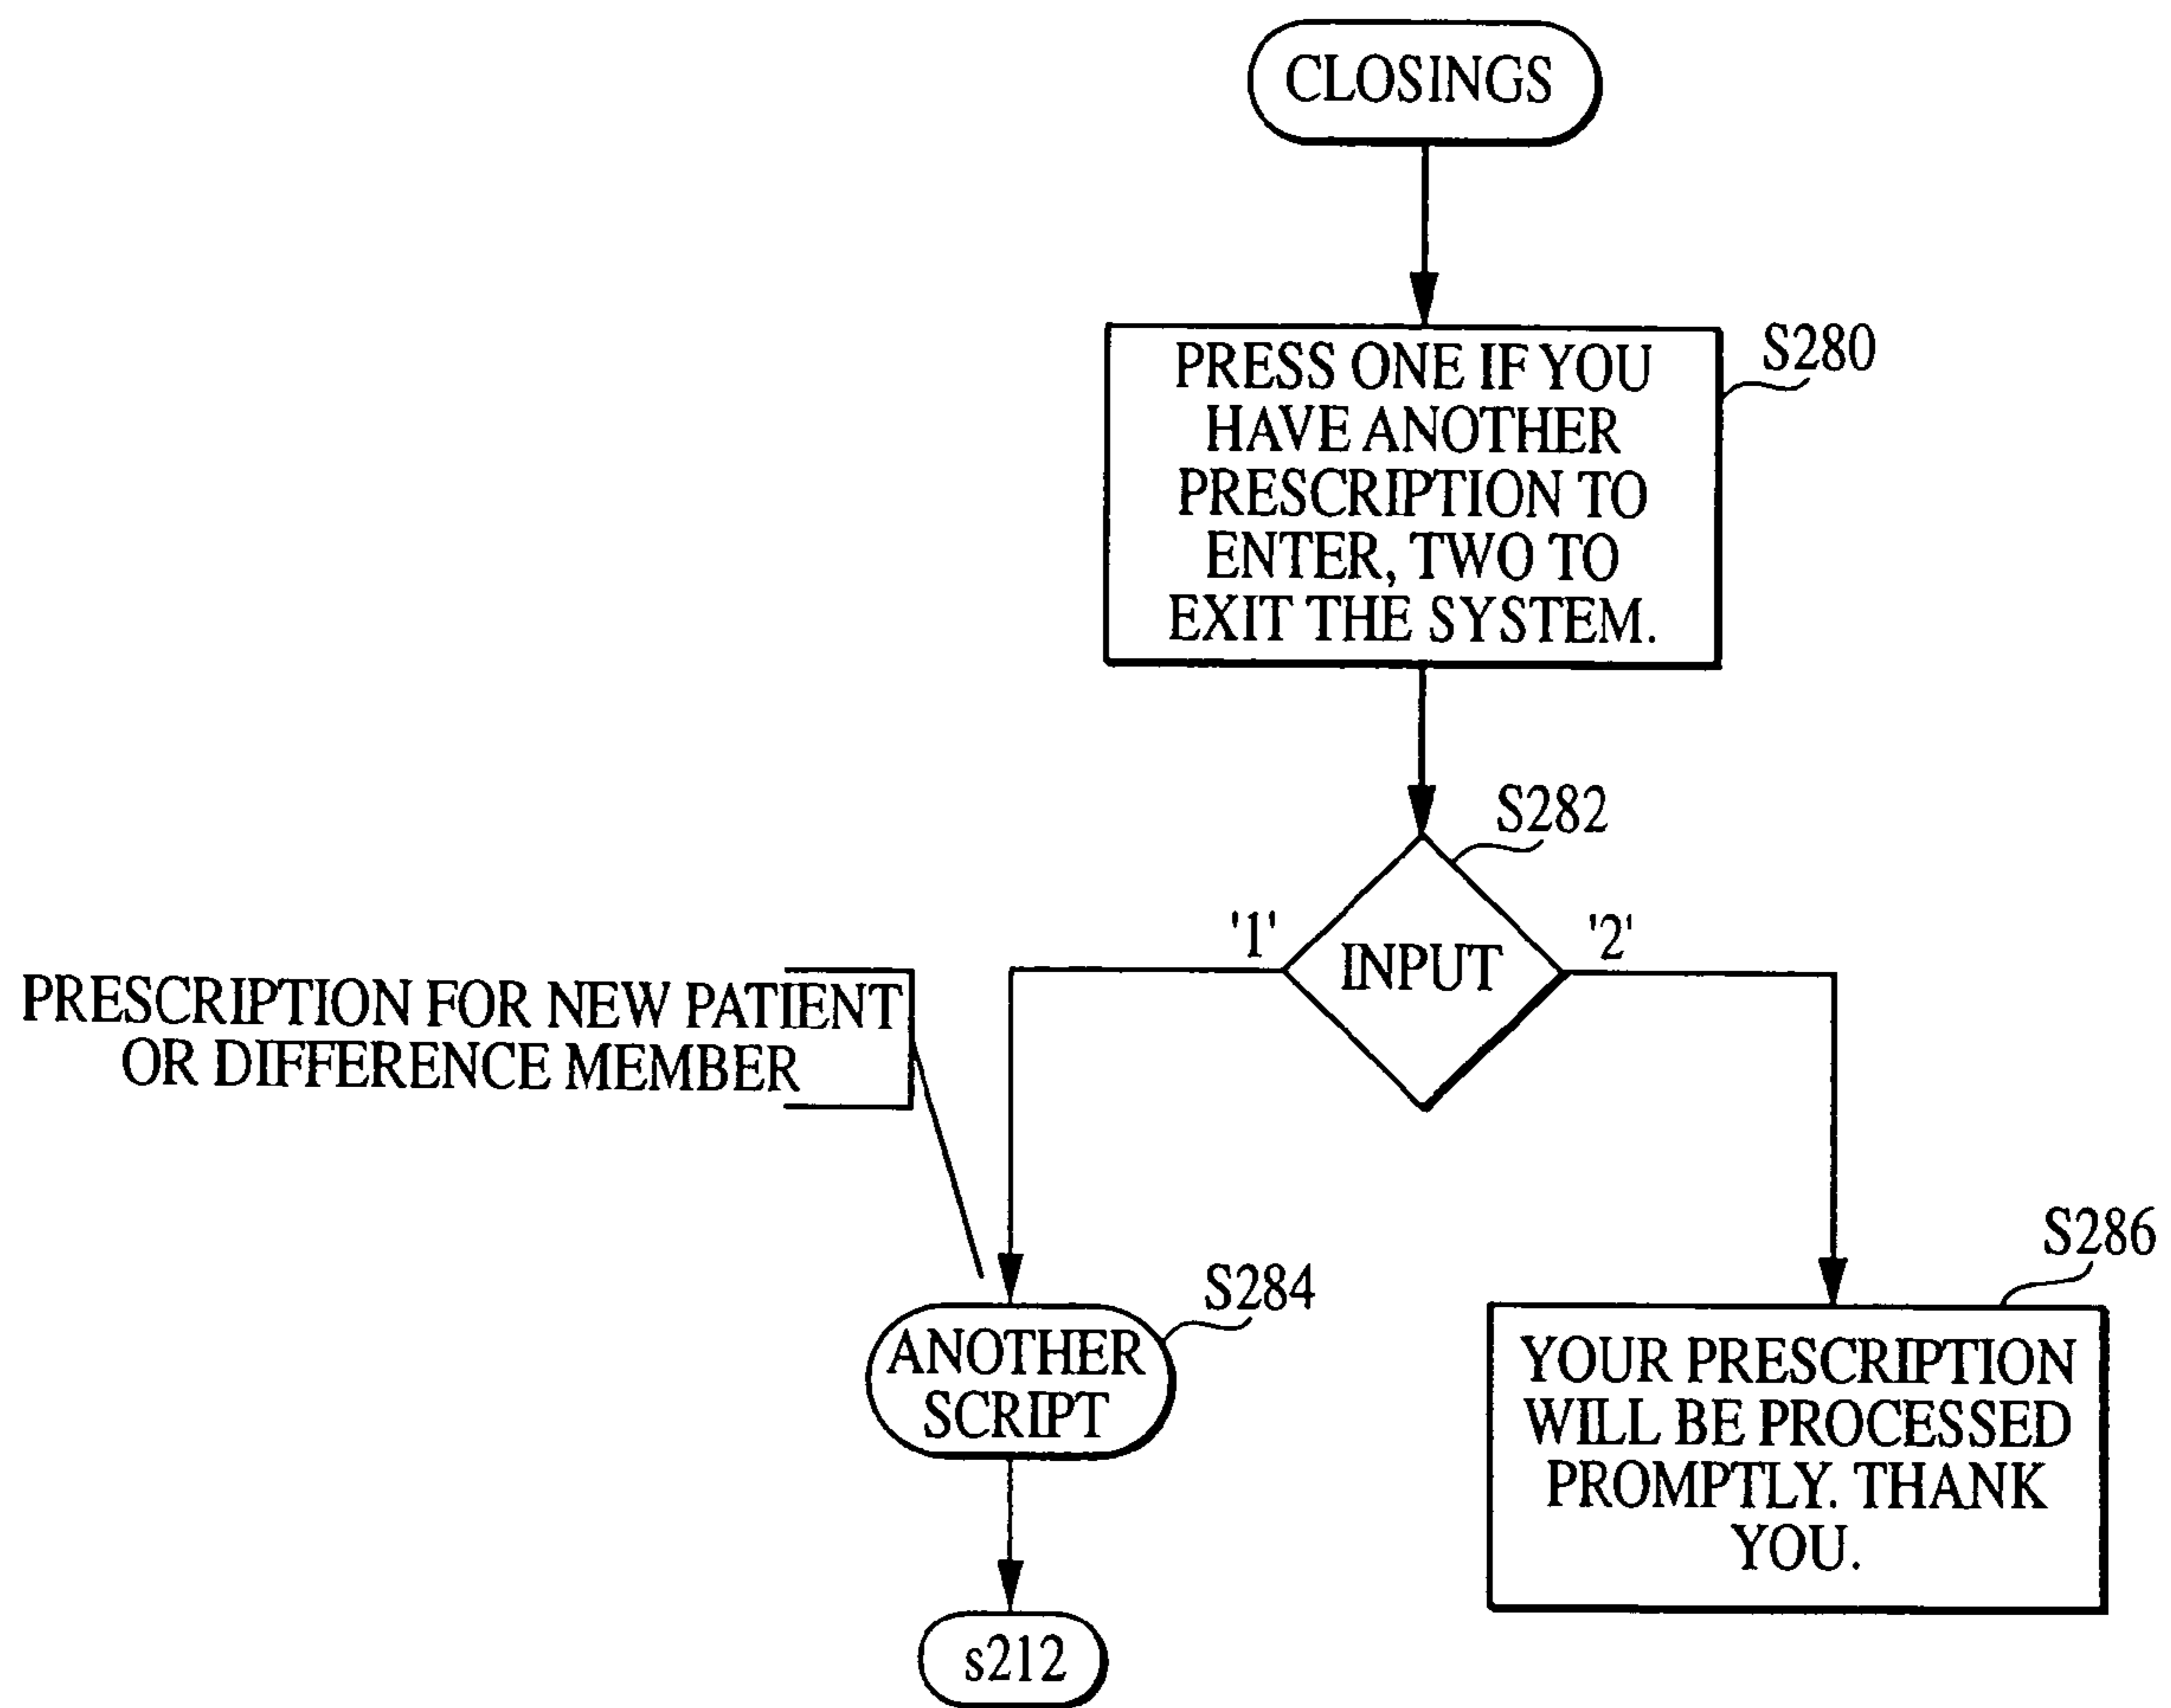 CLOSINGS
PRESS ONE IF YOU
HAVE ANOTHER
PRESCRIPTION TO
ENTER, TWO TO
EXIT THE SYSTEM.
S280
S282
'1'
INPUT
'2'
PRESCRIPTION FOR NEW PATIENT
OR DIFFERENCE MEMBER
S284
ANOTHER
SCRIPT
S286
YOUR PRESCRIPTION
WILL BE PROCESSED
PROMPTLY. THANK
YOU.
s212